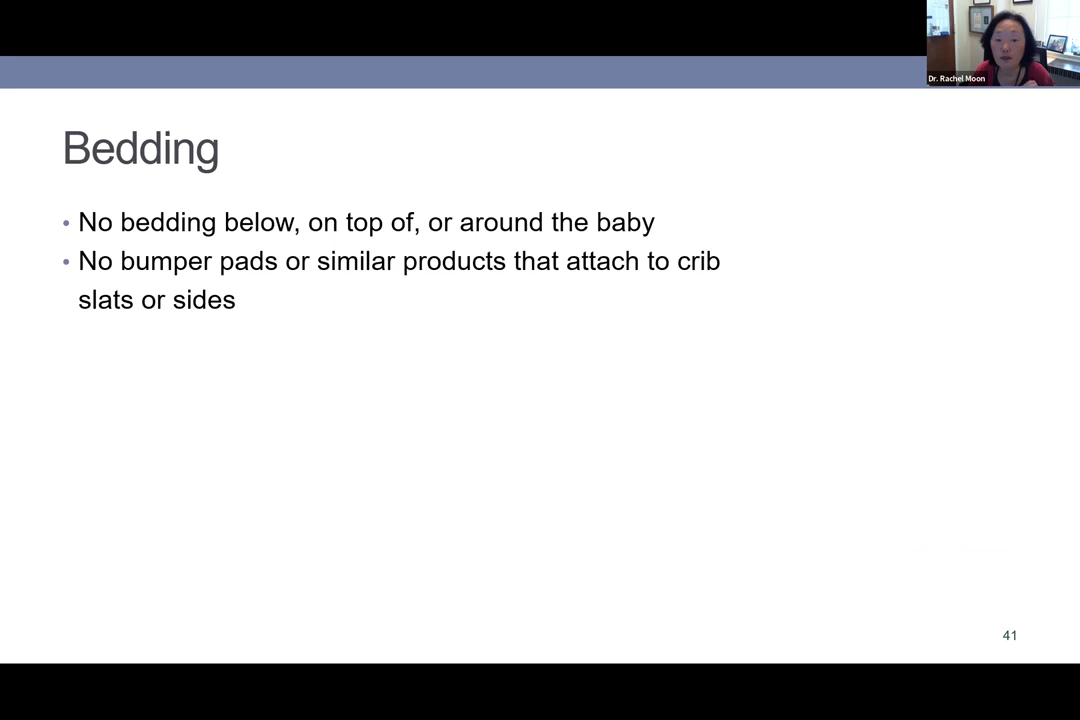 Dr. Rachel Moon
Bedding
• No bedding below, on top of, or around the baby
• No bumper pads or similar products that attach to crib
slats or sides
41